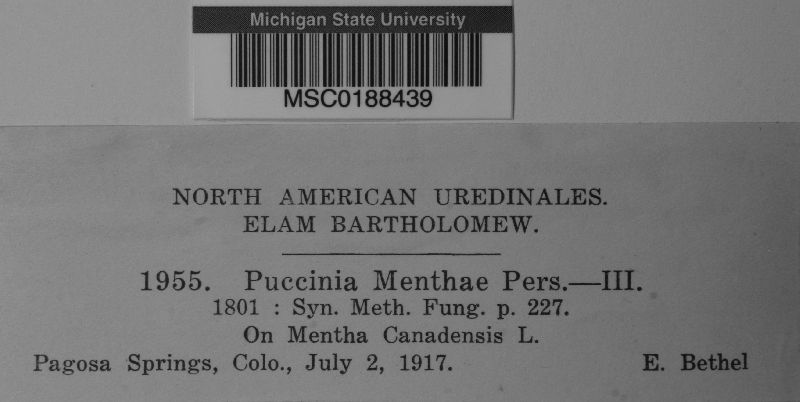 Michigan State University
MSC0188439
NORTH AMERICAN UREDINALES.
ELAM BARTHOLOMEW.
1955. Puccinia Menthae Pers.—III.
1801 : Syn. Meth. Fung. p. 227.
On Mentha Canadensis L.
Pagosa Springs, Colo., July 2, 1917. E. Bethel